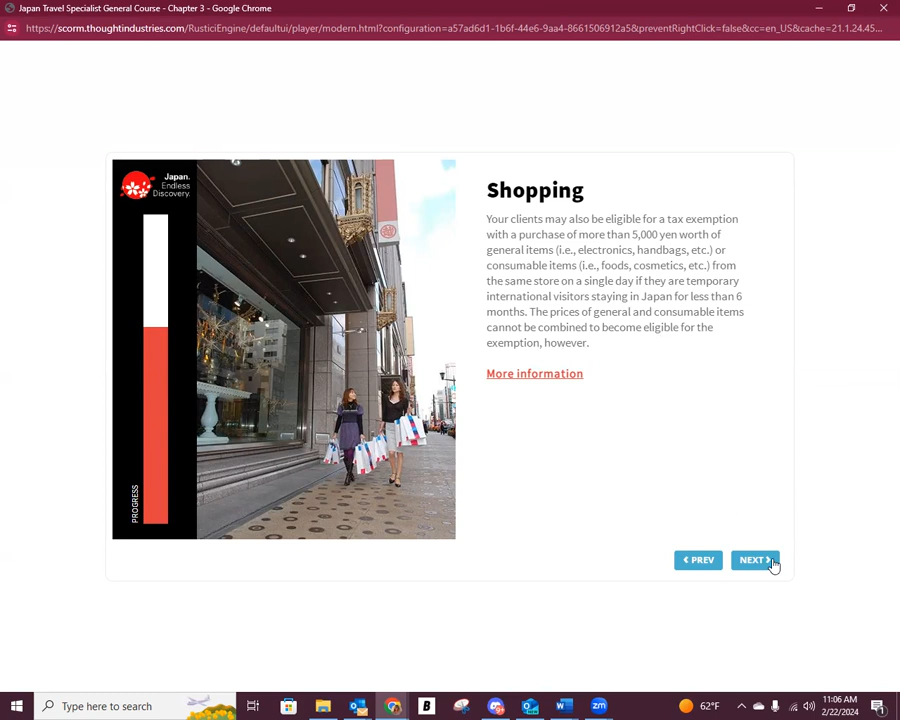 Japan Travel Specialist General Course - Chapter 3 - Google Chrome
https://scorm.thoughtindustries.com/RusticiEngine/defaultui/player/modern.html?configuration=a57ad6d1-1b6f-44e6-9aa4-8661506912a5&preventRightClick=false&cc=en_US&cache=21.1.24.45...
Japan.
Endless
Discovery.
PROGRESS
Shopping
Your clients may also be eligible for a tax exemption
with a purchase of more than 5,000 yen worth of
general items (i.e., electronics, handbags, etc.) or
consumable items (i.e., foods, cosmetics, etc.) from
the same store on a single day if they are temporary
international visitors staying in Japan for less than 6
months. The prices of general and consumable items
cannot be combined to become eligible for the
exemption, however.
More information
PREV
NEXT
Type here to search
B
W
zm
62°F
11:06 AM
2/22/2024